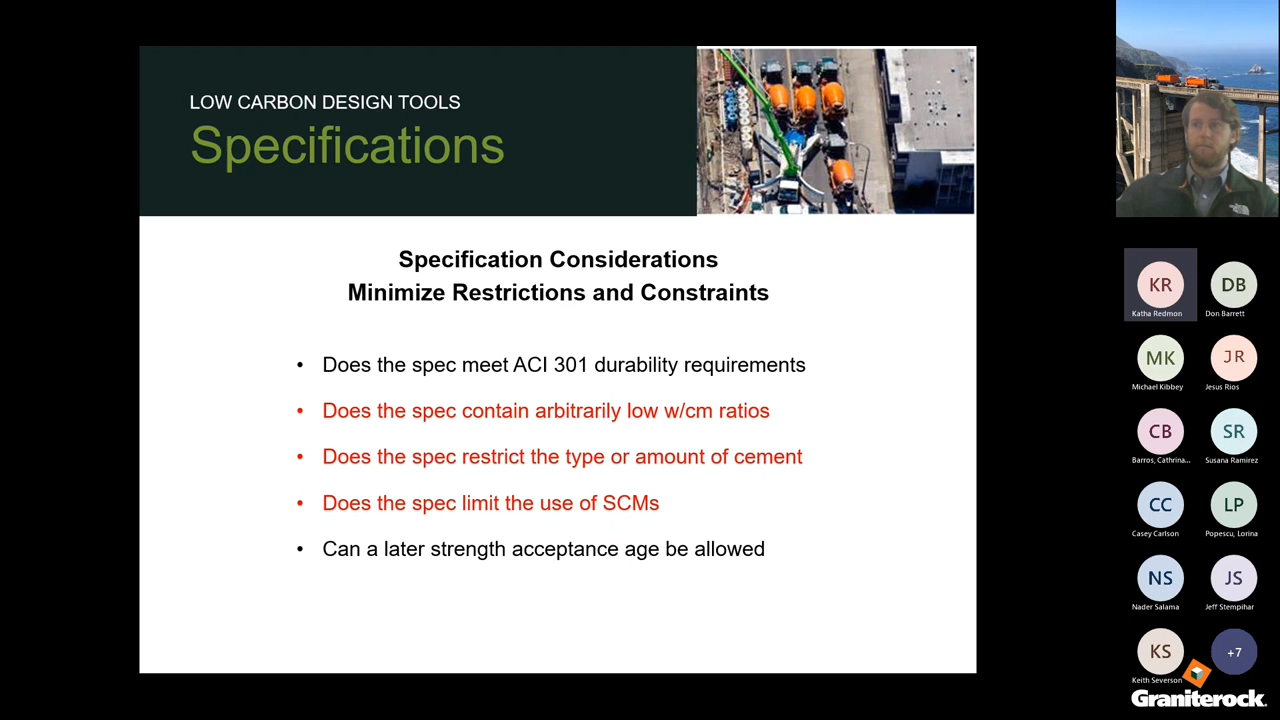 LOW CARBON DESIGN TOOLS
Specifications
Specification Considerations
Minimize Restrictions and Constraints
• Does the spec meet ACI 301 durability requirements
• Does the spec contain arbitrarily low w/cm ratios
• Does the spec restrict the type or amount of cement
• Does the spec limit the use of SCMs
• Can a later strength acceptance age be allowed
KR
Katha Redmon
DB
Don Barrett
MK
Michael Kibbey
JR
Jesus Rios
CB
Barros, Cathrina...
SR
Susana Ramirez
CC
Casey Carlson
LP
Popescu, Lorina
NS
Nader Salama
JS
Jeff Stempihar
KS
Keith Severson
+7
Graniterock